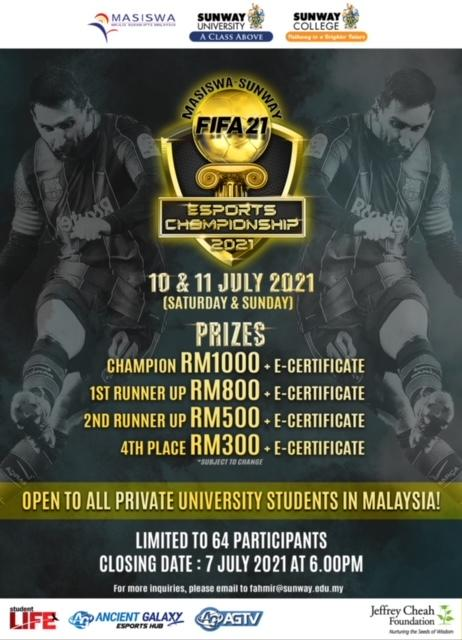 MASISWA
MAJLIS SUKAN IPTS MALAYSIA
SUNWAY
UNIVERSITY
A CLASS ABOVE
SUNWAY
COLLEGE
Pathway to a Brighter Future
MASISWA-SUNWAY
FIFA 21
ESPORTS
CHAMPIONSHIP
2021
10 & 11 JULY 2021
(SATURDAY & SUNDAY)
PRIZES
CHAMPION RM1000 + E-CERTIFICATE
1ST RUNNER UP RM800 + E-CERTIFICATE
2ND RUNNER UP RM500 + E-CERTIFICATE
4TH PLACE RM300 + E-CERTIFICATE
*SUBJECT TO CHANGE
OPEN TO ALL PRIVATE UNIVERSITY STUDENTS IN MALAYSIA!
LIMITED TO 64 PARTICIPANTS
CLOSING DATE : 7 JULY 2021 AT 6.00PM
For more inquiries, please email to fahmir@sunway.edu.my
student
LIFE
ANCIENT GALAXY
ESPORTS HUB
AGTV
Jeffrey Cheah
Foundation
Nurturing the Seeds of Wisdom